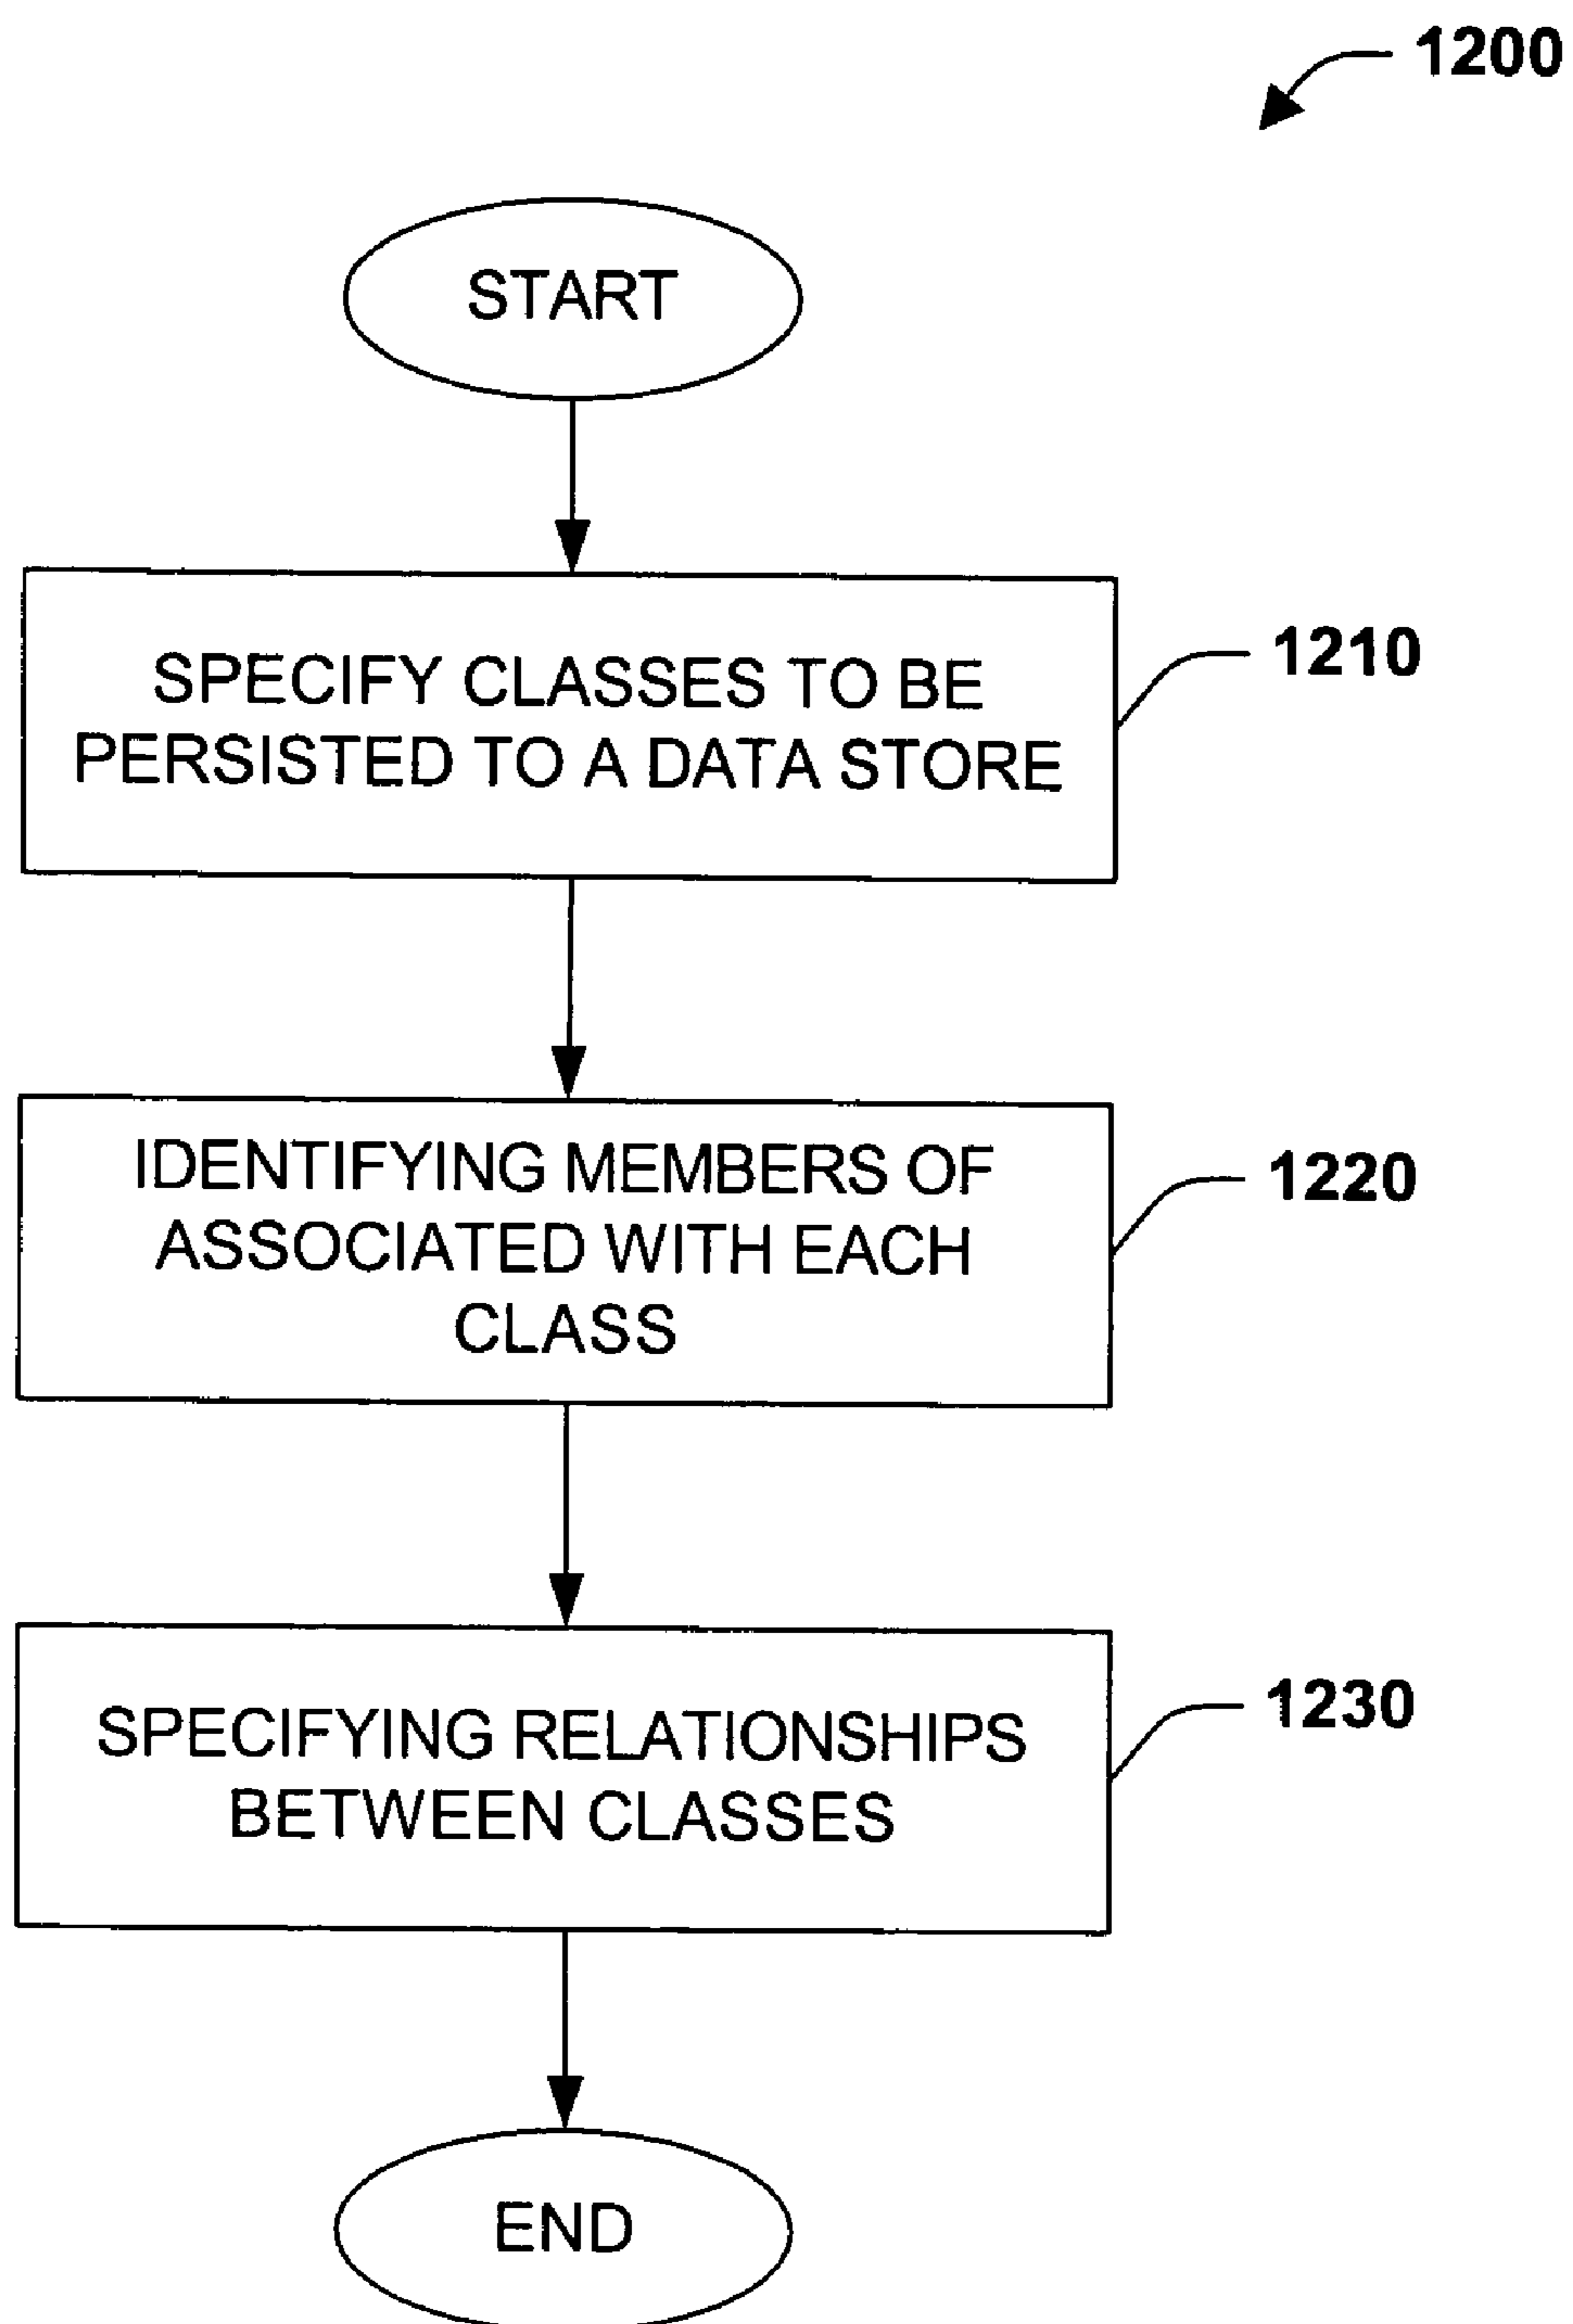 1200
START
SPECIFY CLASSES TO BE
PERSISTED TO A DATA STORE
1210
IDENTIFYING MEMBERS OF
ASSOCIATED WITH EACH
CLASS
1220
SPECIFYING RELATIONSHIPS
BETWEEN CLASSES
1230
END